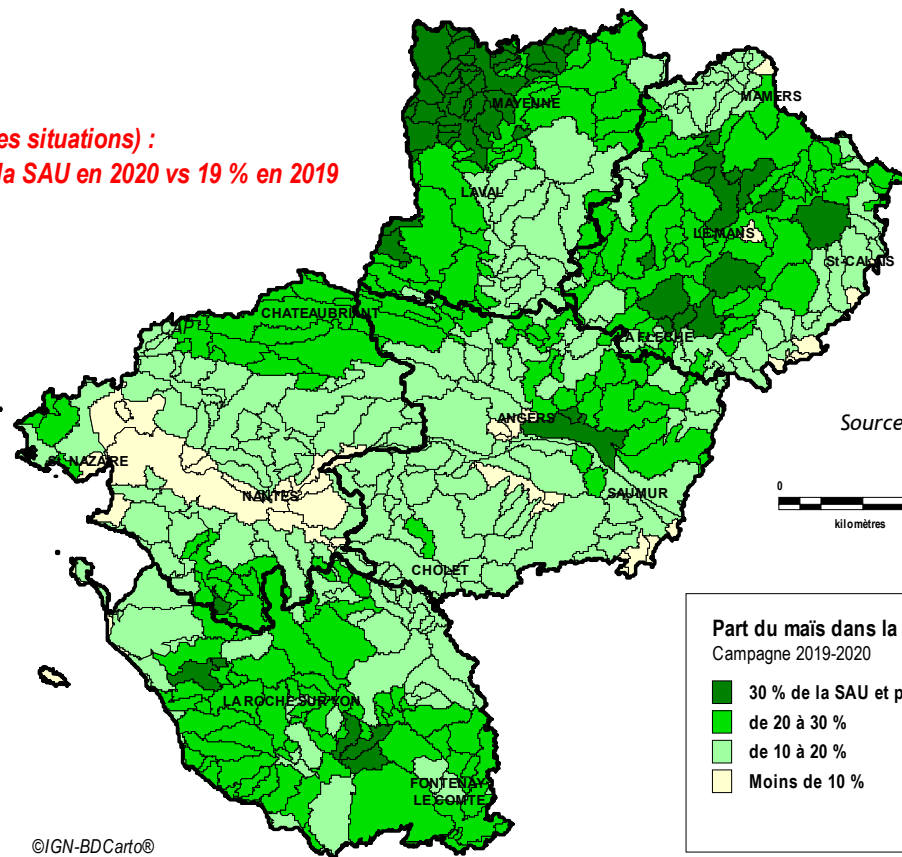 es situations) :
la SAU en 2020 vs 19 % en 2019
MAYENNE
MAMERS
LAVAL
LE MANS
St-CALAIS
CHATEAUBRIANT
LA FLECHE
ANGERS
Source
St NAZAIRE
NANTES
SAUMUR
0
kilomètres
CHOLET
Part du maïs dans la
Campagne 2019-2020
30 % de la SAU et p
de 20 à 30 %
de 10 à 20 %
Moins de 10 %
LA ROCHE SUR YON
FONTENAY
LE COMTE
©IGN-BDCarto®